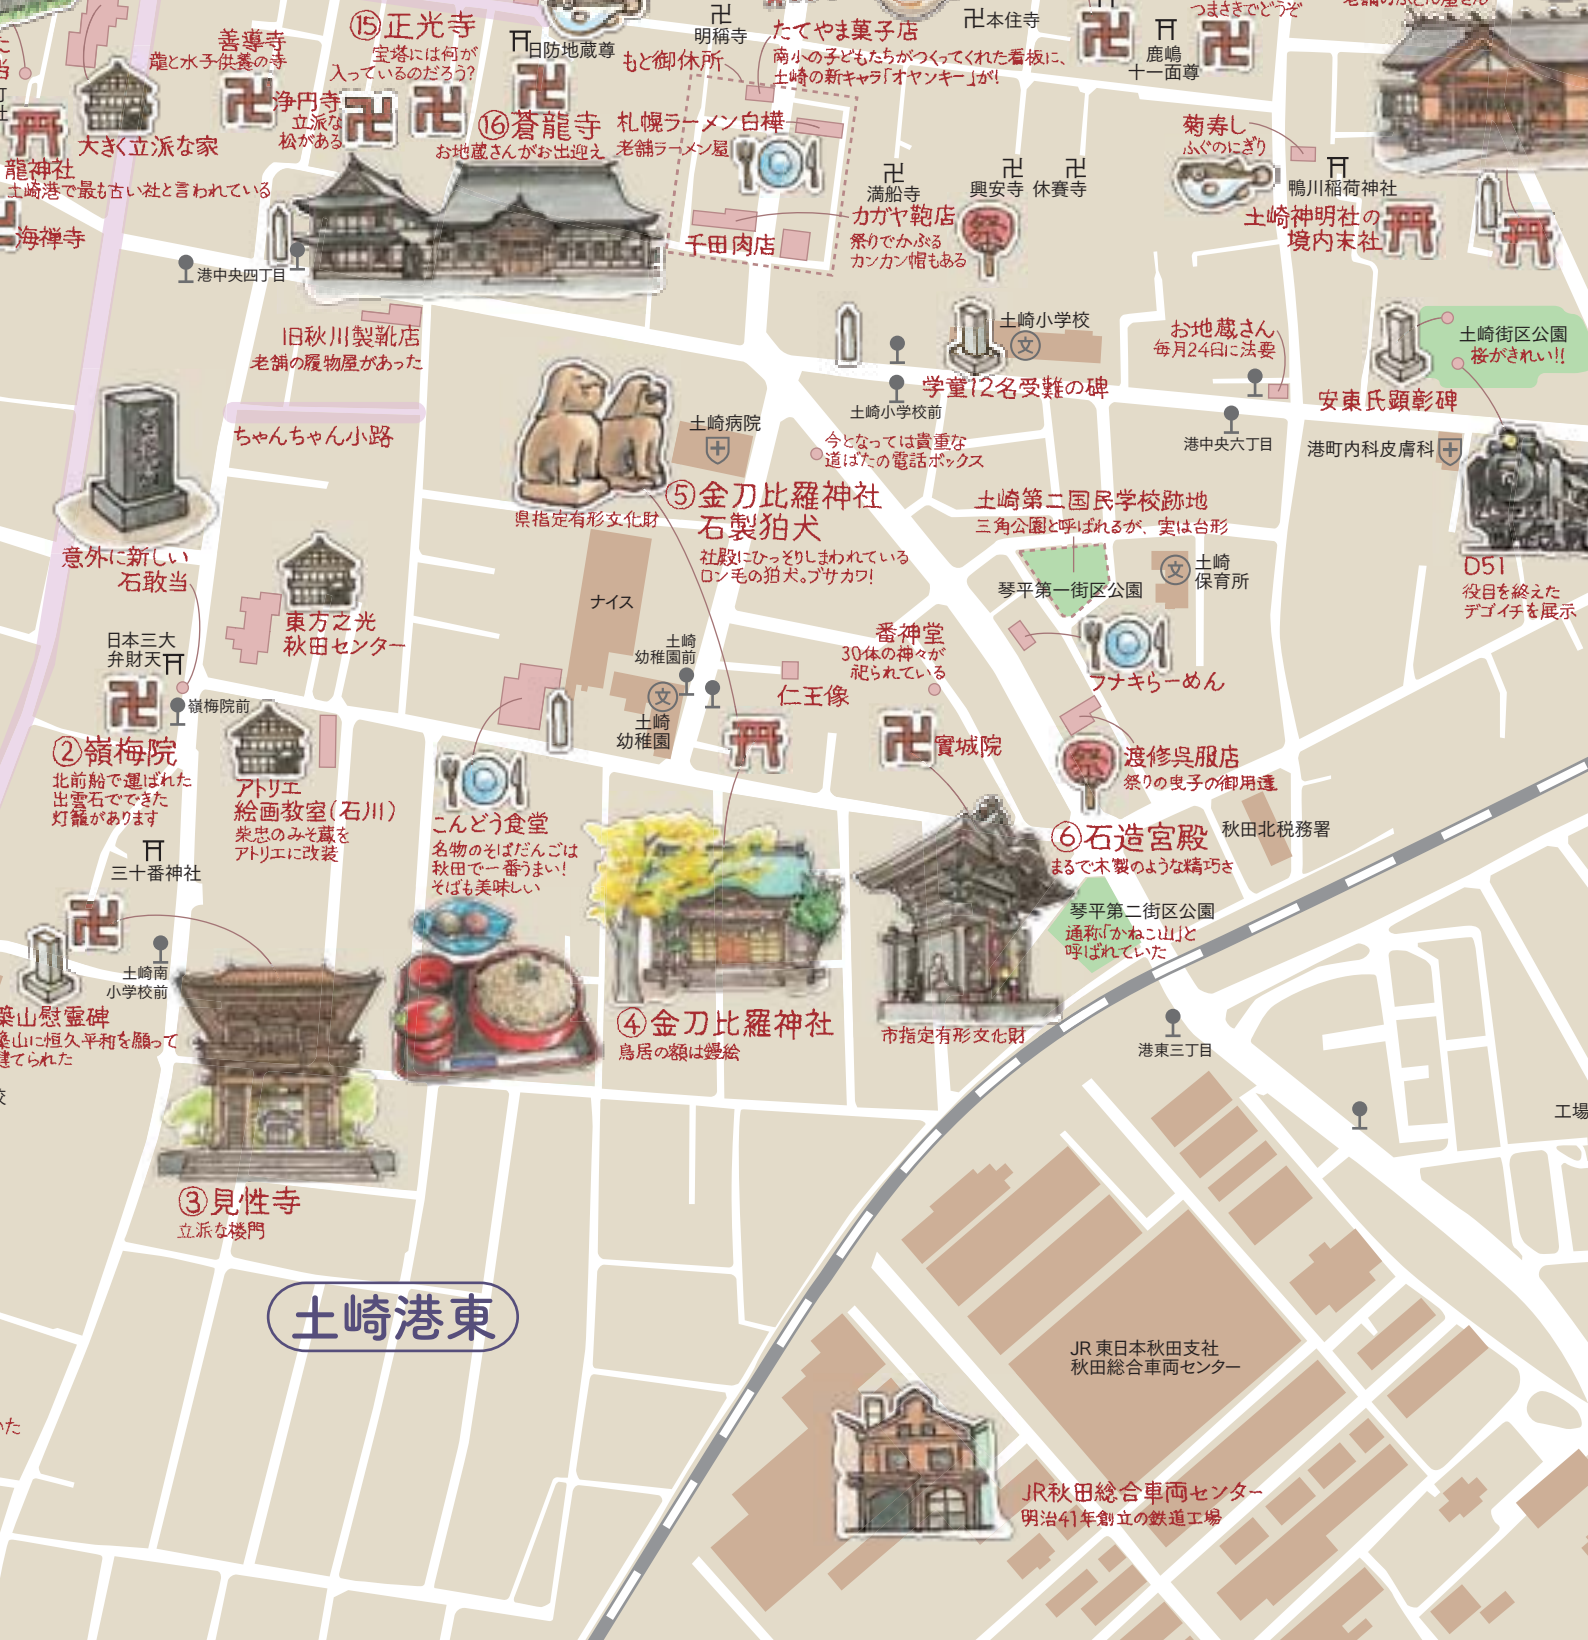 つまさきでどうぞ
⑮正光寺
宝塔には何が
入っているのだろう?
善導寺
龍と水子供養の寺
日防地蔵尊
明稱寺
もと御休所
たてやま菓子店
南小の子どもたちがつくってくれた看板に、
土崎の新キャラ「オヤンキー」が!
本住寺
鹿嶋
十一面尊
浄円寺
立派な
松がある
大きく立派な家
⑯蒼龍寺
お地蔵さんがお出迎え
札幌ラーメン白樺
老舗ラーメン屋
菊寿し
ふぐのにぎり
龍神社
土崎港で最も古い社と言われている
海禅寺
満船寺
興安寺
休寶寺
鴨川稲荷神社
土崎神明社の
境内末社
カガヤ鞄店
祭りでかぶる
カンカン帽もある
千田肉店
港中央四丁目
旧秋川製靴店
老舗の履物屋があった
土崎小学校
学童12名受難の碑
土崎小学校前
お地蔵さん
毎月24日に法要
港中央六丁目
土崎街区公園
桜がきれい!!
安東氏顕彰碑
港町内科皮膚科
ちゃんちゃん小路
土崎病院
今となっては貴重な
道ばたの電話ボックス
県指定有形文化財
⑤金刀比羅神社
石製狛犬
社殿にひっそりしまわれている
ロン毛の狛犬。ブサカワ!
土崎第二国民学校跡地
三角公園と呼ばれるが、実は台形
琴平第一街区公園
土崎
保育所
D51
役目を終えた
デゴイチを展示
意外に新しい
石敢当
東方之光
秋田センター
ナイス
日本三大
弁財天
嶺梅院前
土崎
幼稚園前
土崎
幼稚園
番神堂
30体の神々が
祀られている
仁王像
フナキらーめん
②嶺梅院
北前船で運ばれた
出雲石でできた
灯籠があります
アトリエ
絵画教室(石川)
柴忠のみそ蔵を
アトリエに改装
寳城院
渡修呉服店
祭りの曳子の御用達
三十番神社
こんどう食堂
名物のそばだんごは
秋田で一番うまい!
そばも美味しい
⑥石造宮殿
まるで木製のような精巧さ
秋田北税務署
琴平第二街区公園
通称「かねこ山」と
呼ばれていた
土崎南
小学校前
築山慰霊碑
築山に恒久平和を願って
建てられた
④金刀比羅神社
鳥居の額は鏝絵
市指定有形文化財
港東三丁目
工場
③見性寺
立派な楼門
土崎港東
JR 東日本秋田支社
秋田総合車両センター
JR秋田総合車両センター
明治41年創立の鉄道工場